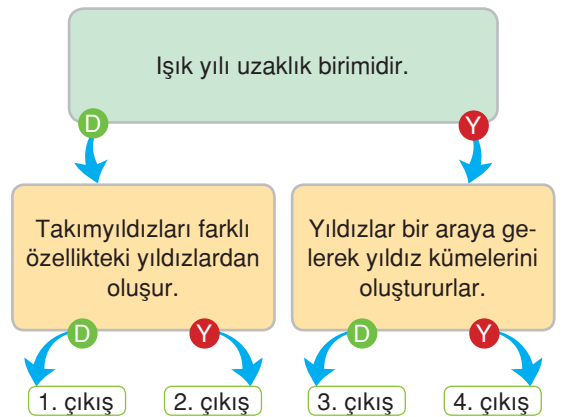 Işık yılı uzaklık birimidir.
D
Y
Takımyıldızları farklı
özellikteki yıldızlardan
oluşur.
Yıldızlar bir araya ge-
lerek yıldız kümelerini
oluştururlar.
D
Y
D
Y
1. çıkış
2. çıkış
3. çıkış
4. çıkış